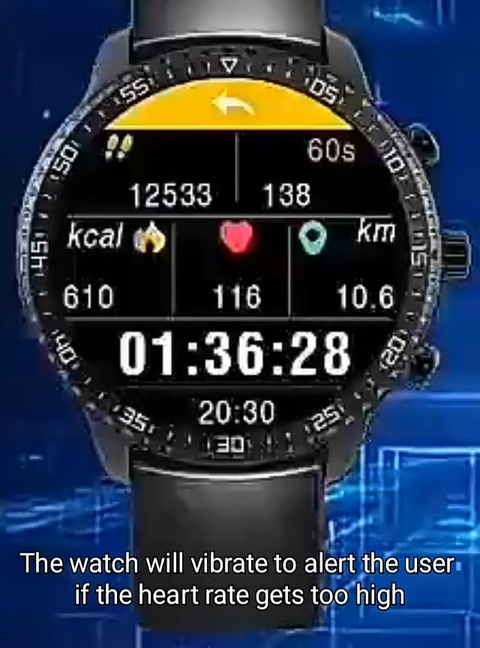 55
05
60s
50
10
12533 138
kcal km
45
15
610 116 10.6
01:36:28
40
20
20:30
35
25
30
The watch will vibrate to alert the user
if the heart rate gets too high